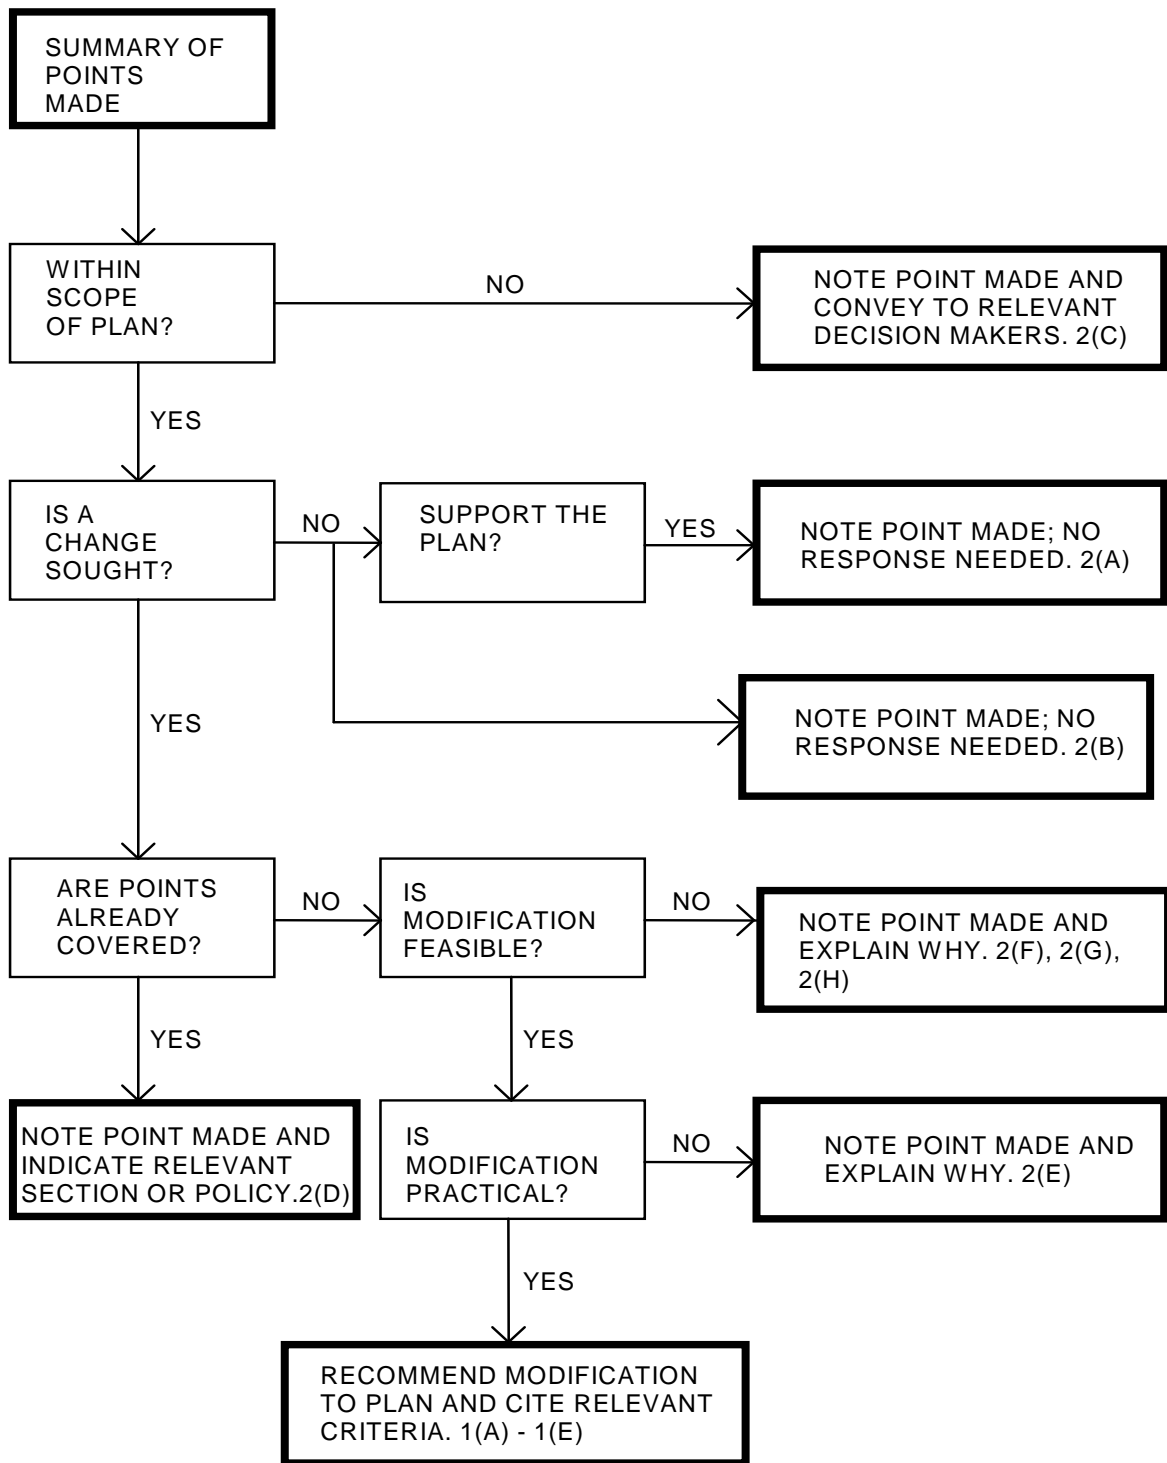 SUMMARY OF
POINTS
MADE
WITHIN
SCOPE
OF PLAN?
NO
NOTE POINT MADE AND
CONVEY TO RELEVANT
DECISION MAKERS. 2(C)
YES
IS A
CHANGE
SOUGHT?
NO
SUPPORT THE
PLAN?
YES
NOTE POINT MADE; NO
RESPONSE NEEDED. 2(A)
YES
NOTE POINT MADE; NO
RESPONSE NEEDED. 2(B)
ARE POINTS
ALREADY
COVERED?
NO
IS
MODIFICATION
FEASIBLE?
NO
NOTE POINT MADE AND
EXPLAIN WHY. 2(F), 2(G),
2(H)
YES
YES
NOTE POINT MADE AND
INDICATE RELEVANT
SECTION OR POLICY.2(D)
IS
MODIFICATION
PRACTICAL?
NO
NOTE POINT MADE AND
EXPLAIN WHY. 2(E)
YES
RECOMMEND MODIFICATION
TO PLAN AND CITE RELEVANT
CRITERIA. 1(A) - 1(E)